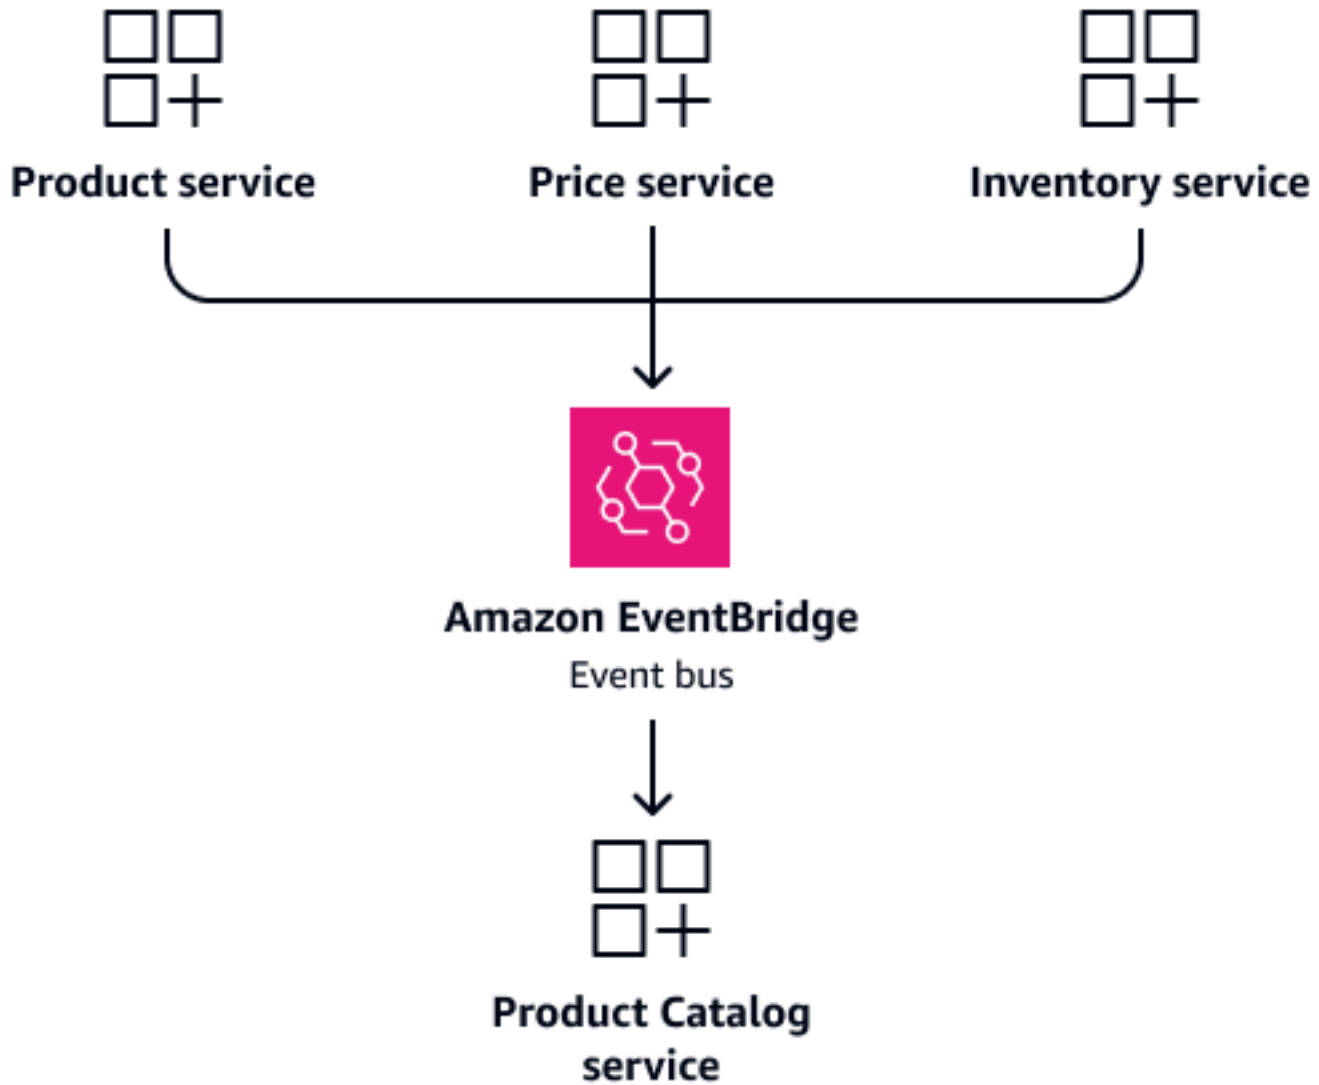 Product service
Price service
Inventory service
Amazon EventBridge
Event bus
Product Catalog
service